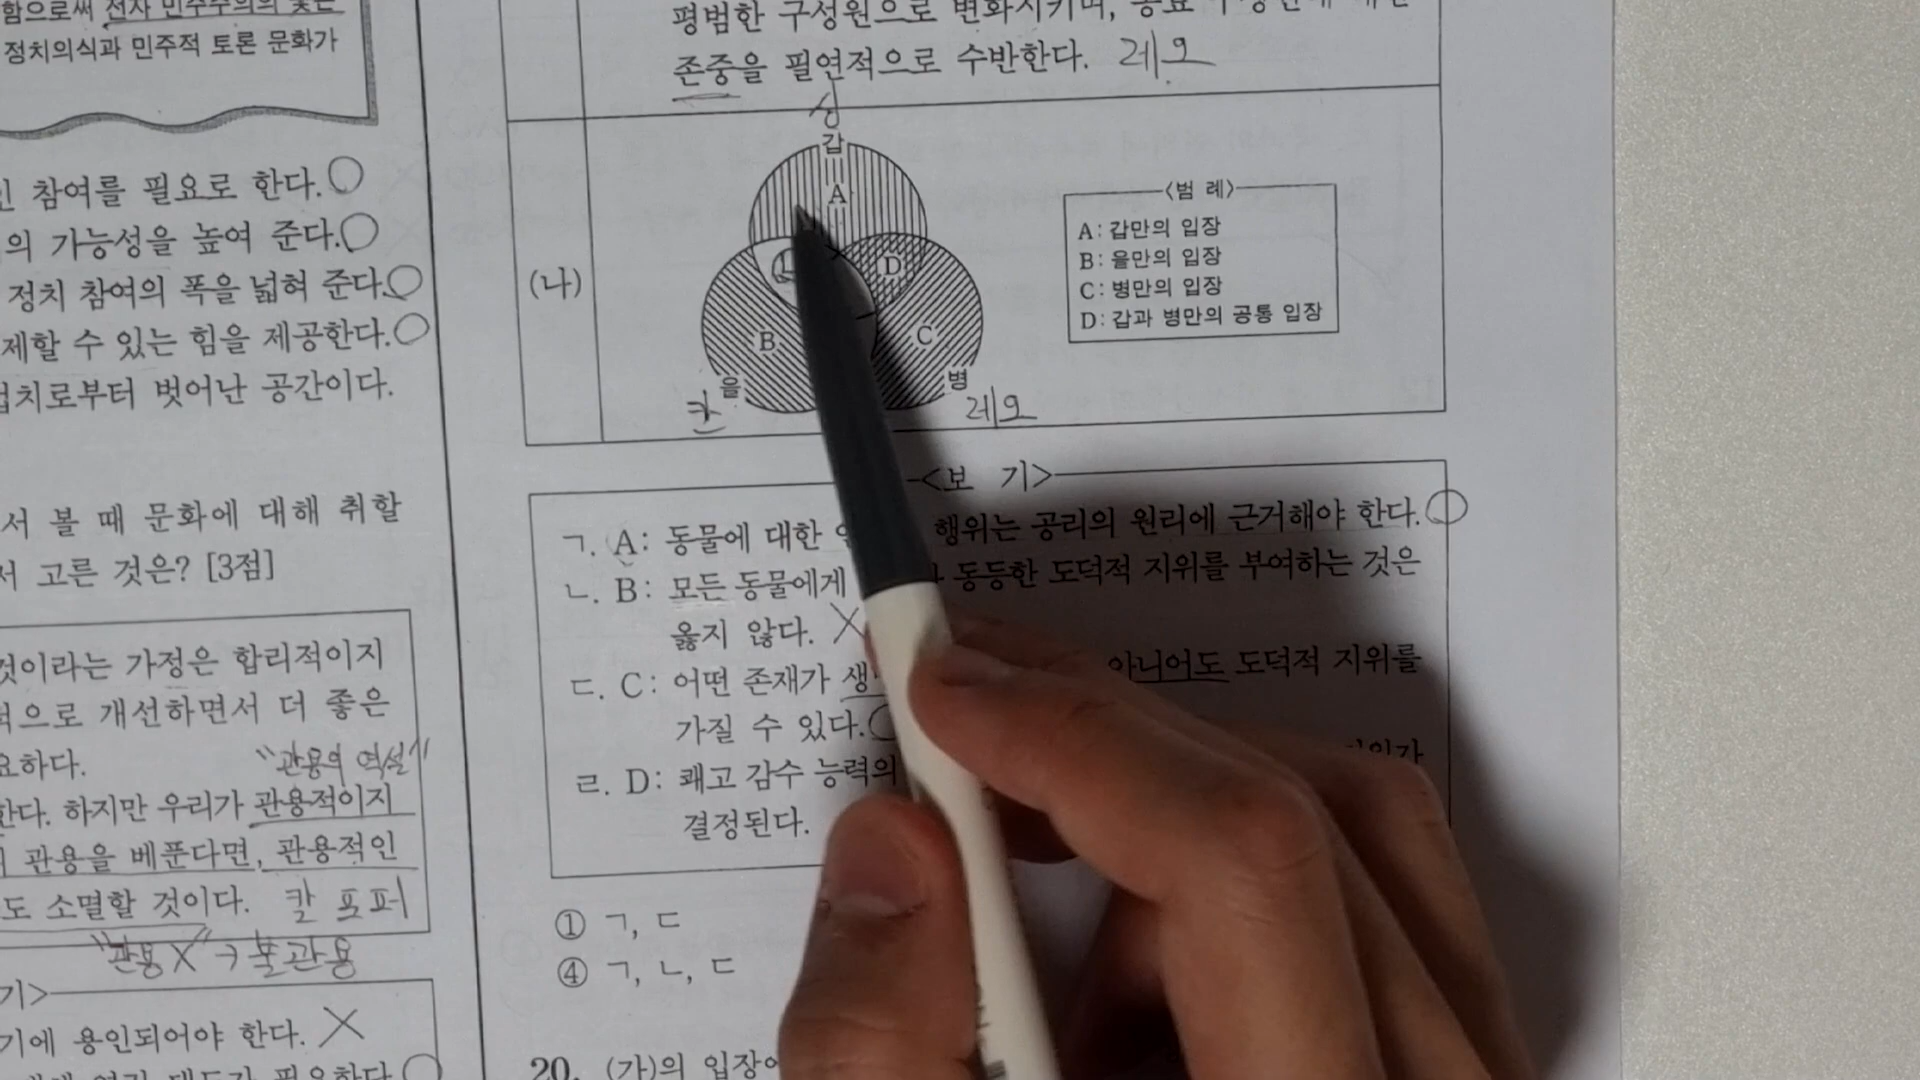 함으로써 전자 민주주의의 꽃은
정치의식과 민주적 토론 문화가
인 참여를 필요로 한다.
의 가능성을 높여 준다.
정치 참여의 폭을 넓혀 준다.
제할 수 있는 힘을 제공한다.
법치로부터 벗어난 공간이다.
서 볼 때 문화에 대해 취할
서 고른 것은? [3점]
것이라는 가정은 합리적이지
적으로 개선하면서 더 좋은
요하다.
"관용의 역설"
한다. 하지만 우리가 관용적이지
관용을 베푼다면, 관용적인
도 소멸할 것이다. 칼 포퍼
"관용X"→불관용
기>
기에 용인되어야 한다. X
평범한 구성원으로 변화시키며,
존중을 필연적으로 수반한다. 레오
(나)
싱
갑
A
D
B
C
을
병
칸
레오
<범 례>
A: 갑만의 입장
B: 을만의 입장
C: 병만의 입장
D: 갑과 병만의 공통 입장
<보 기>
ㄱ. A: 동물에 대한 행위는 공리의 원리에 근거해야 한다.
ㄴ. B: 모든 동물에게 동등한 도덕적 지위를 부여하는 것은
옳지 않다. X
ㄷ. C: 어떤 존재가 아니어도 도덕적 지위를
가질 수 있다.
ㄹ. D: 쾌고 감수 능력의
결정된다.
① ㄱ, ㄷ
④ ㄱ, ㄴ, ㄷ
20. (가)의 입장